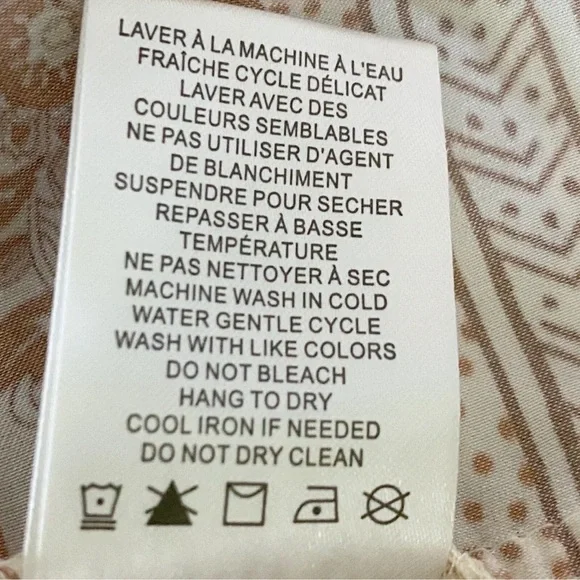 LAVER À LA MACHINE À L'EAU
FRAÎCHE CYCLE DÉLICAT
LAVER AVEC DES
COULEURS SEMBLABLES
NE PAS UTILISER D'AGENT
DE BLANCHIMENT
SUSPENDRE POUR SECHER
REPASSER À BASSE
TEMPÉRATURE
NE PAS NETTOYER À SEC
MACHINE WASH IN COLD
WATER GENTLE CYCLE
WASH WITH LIKE COLORS
DO NOT BLEACH
HANG TO DRY
COOL IRON IF NEEDED
DO NOT DRY CLEAN